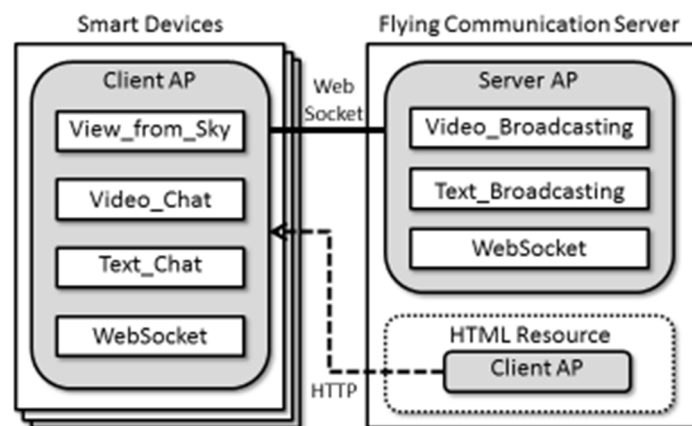 Smart Devices
Client AP
View_from_Sky
Video_Chat
Text_Chat
WebSocket
Web
Socket
HTTP
Flying Communication Server
Server AP
Video_Broadcasting
Text_Broadcasting
WebSocket
HTML Resource
Client AP